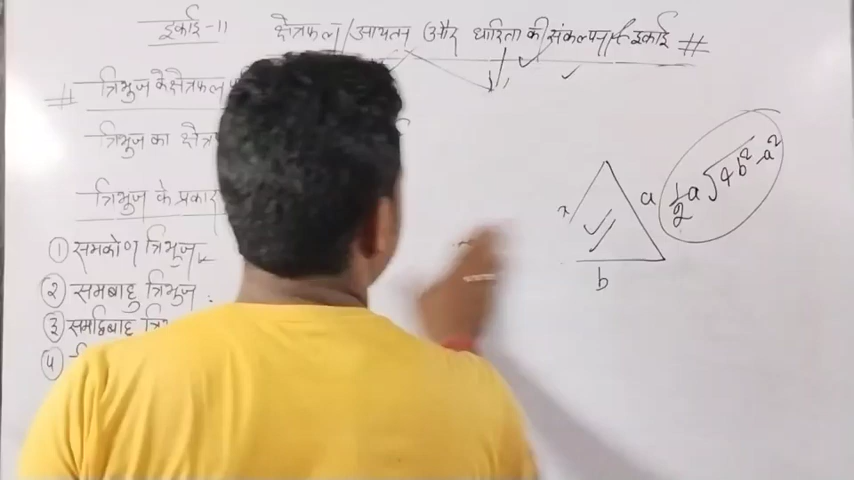 इकाई-11
क्षेत्रफल/आयतन और धारिता की संकल्पना इकाई #
# त्रिभुज के क्षेत्रफल
त्रिभुज का
त्रिभुज के प्रकार
① समकोण त्रिभुज
② समबाहु त्रिभुज
③ समद्विबाहु
④
a
b
1/2 a √4b²-a²